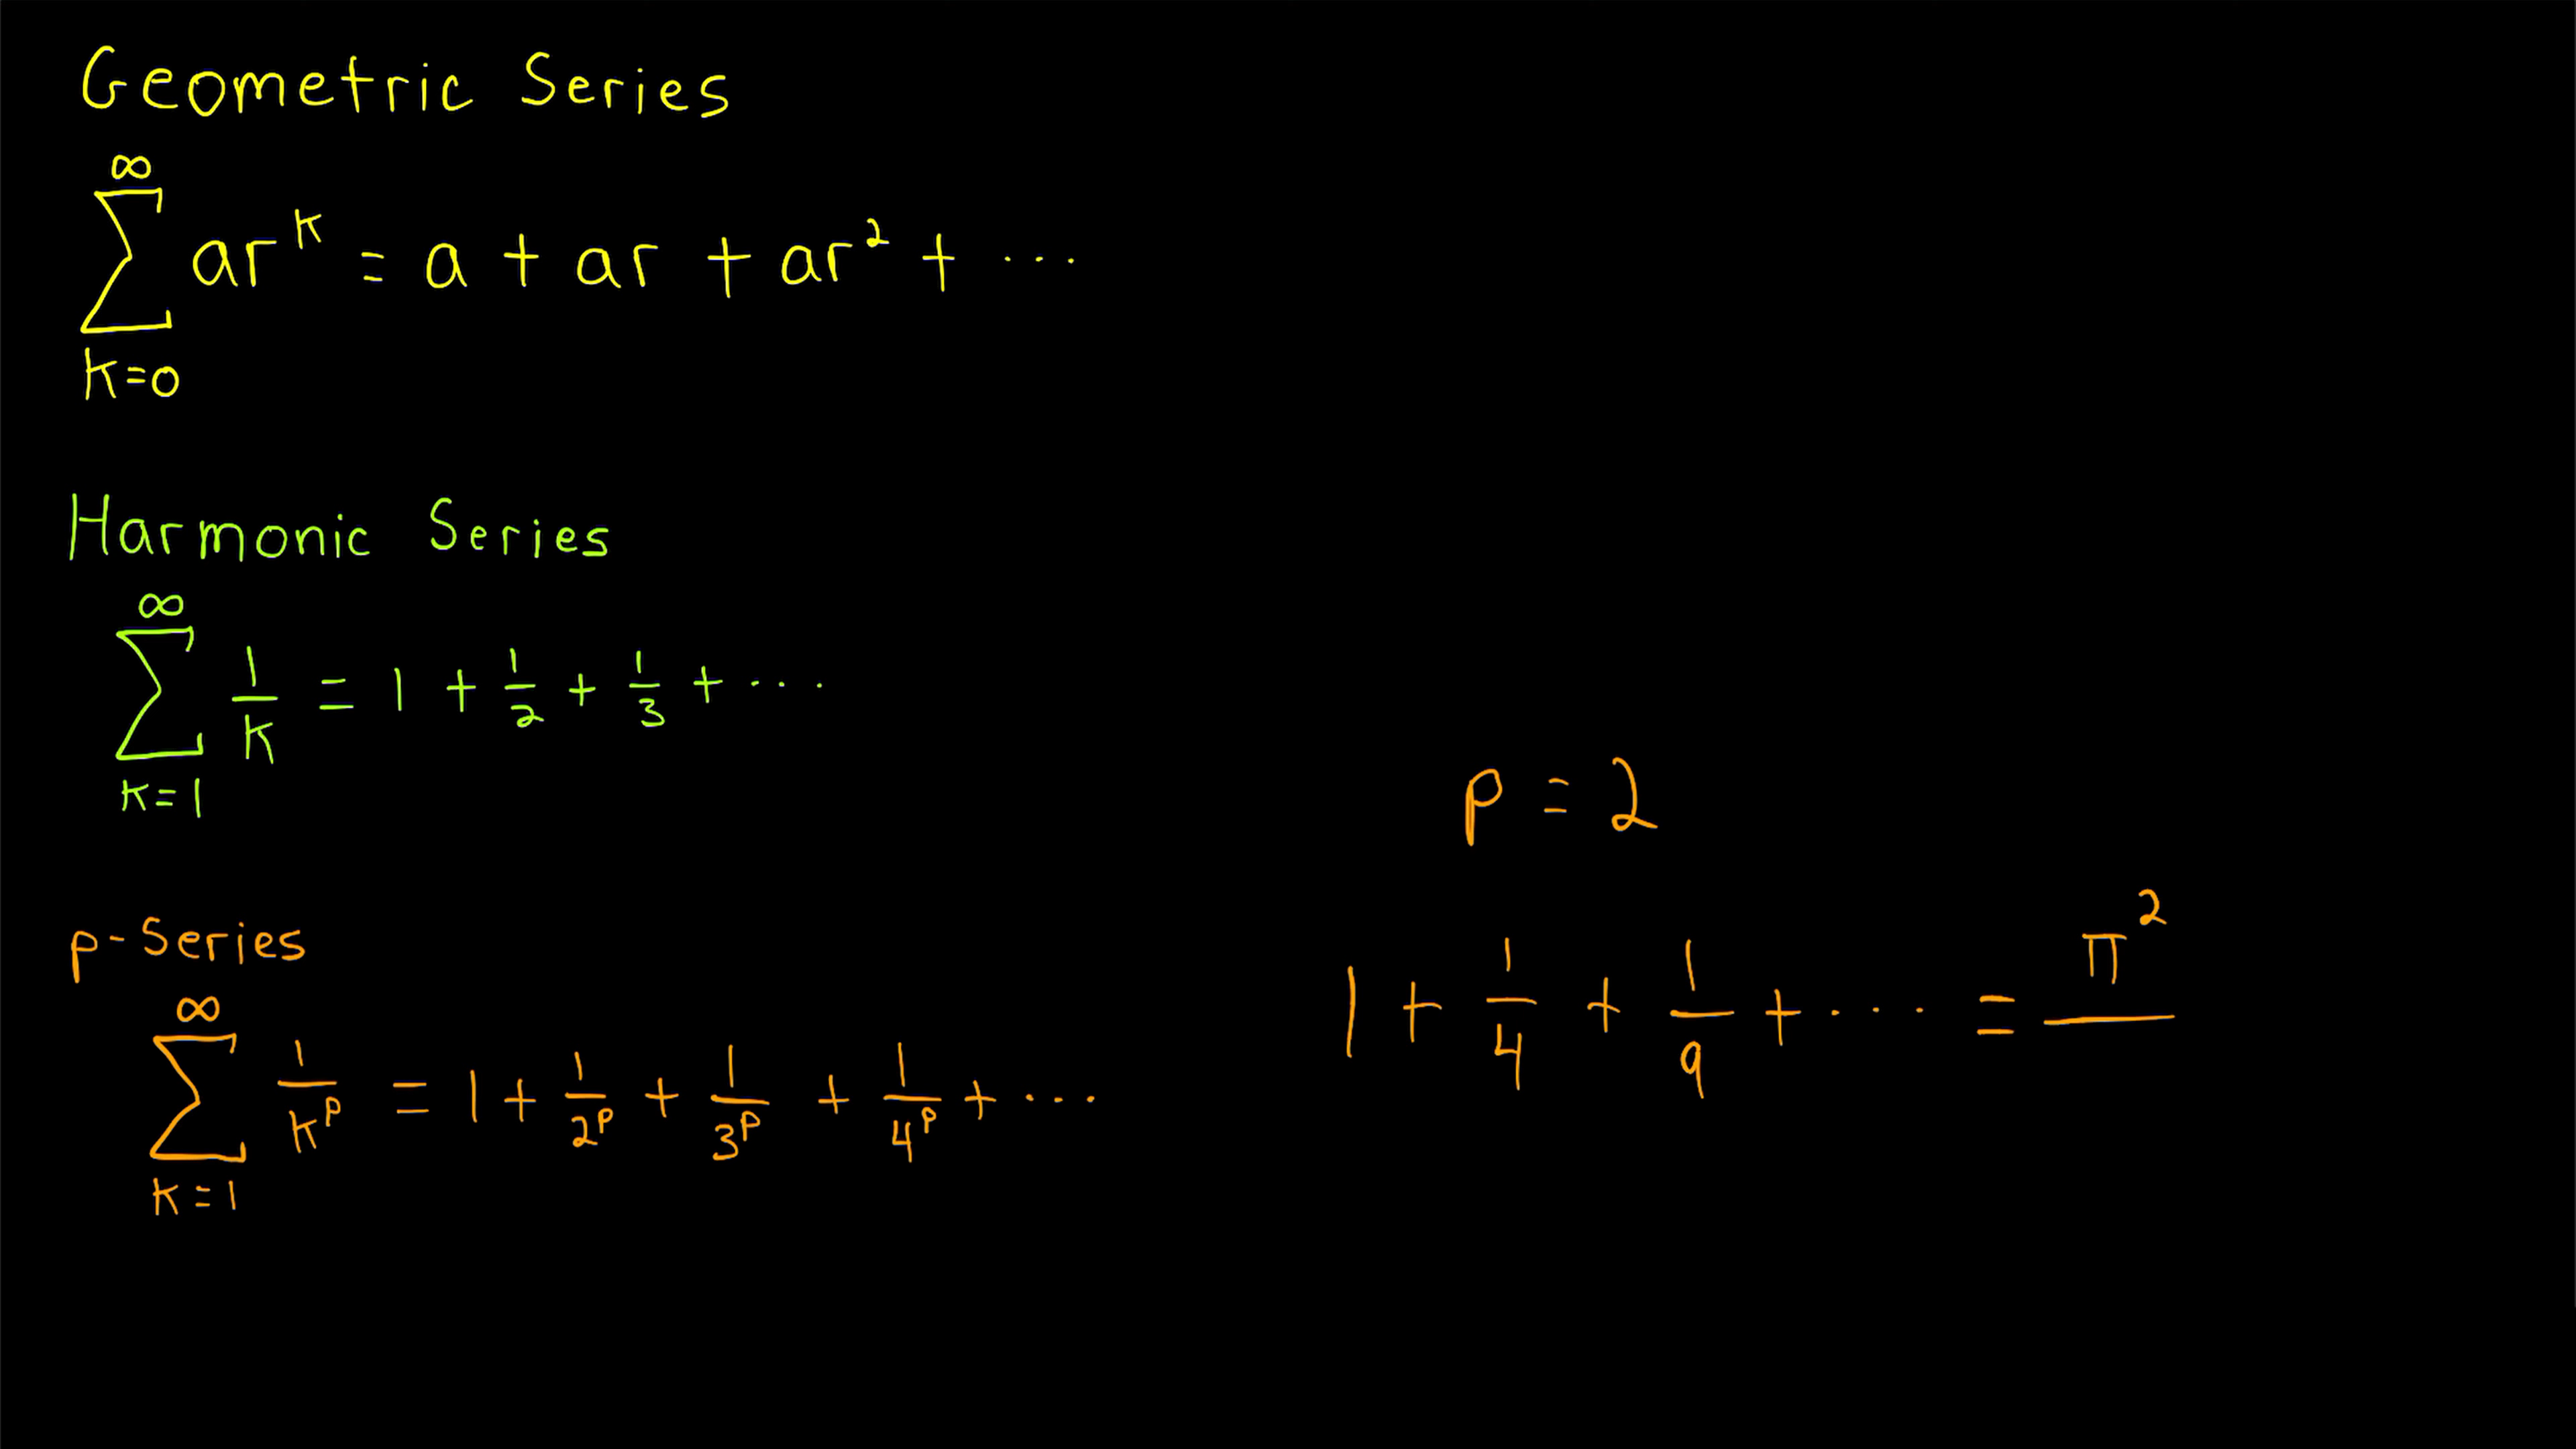 Geometric Series
∞
∑ ar^k = a + ar + ar² + ···
k=0
Harmonic Series
∞
∑ 1/k = 1 + 1/2 + 1/3 + ···
k=1
p-Series
∞
∑ 1/k^p = 1 + 1/2^p + 1/3^p + 1/4^p + ···
k=1
p = 2
1 + 1/4 + 1/9 + ··· = π²/